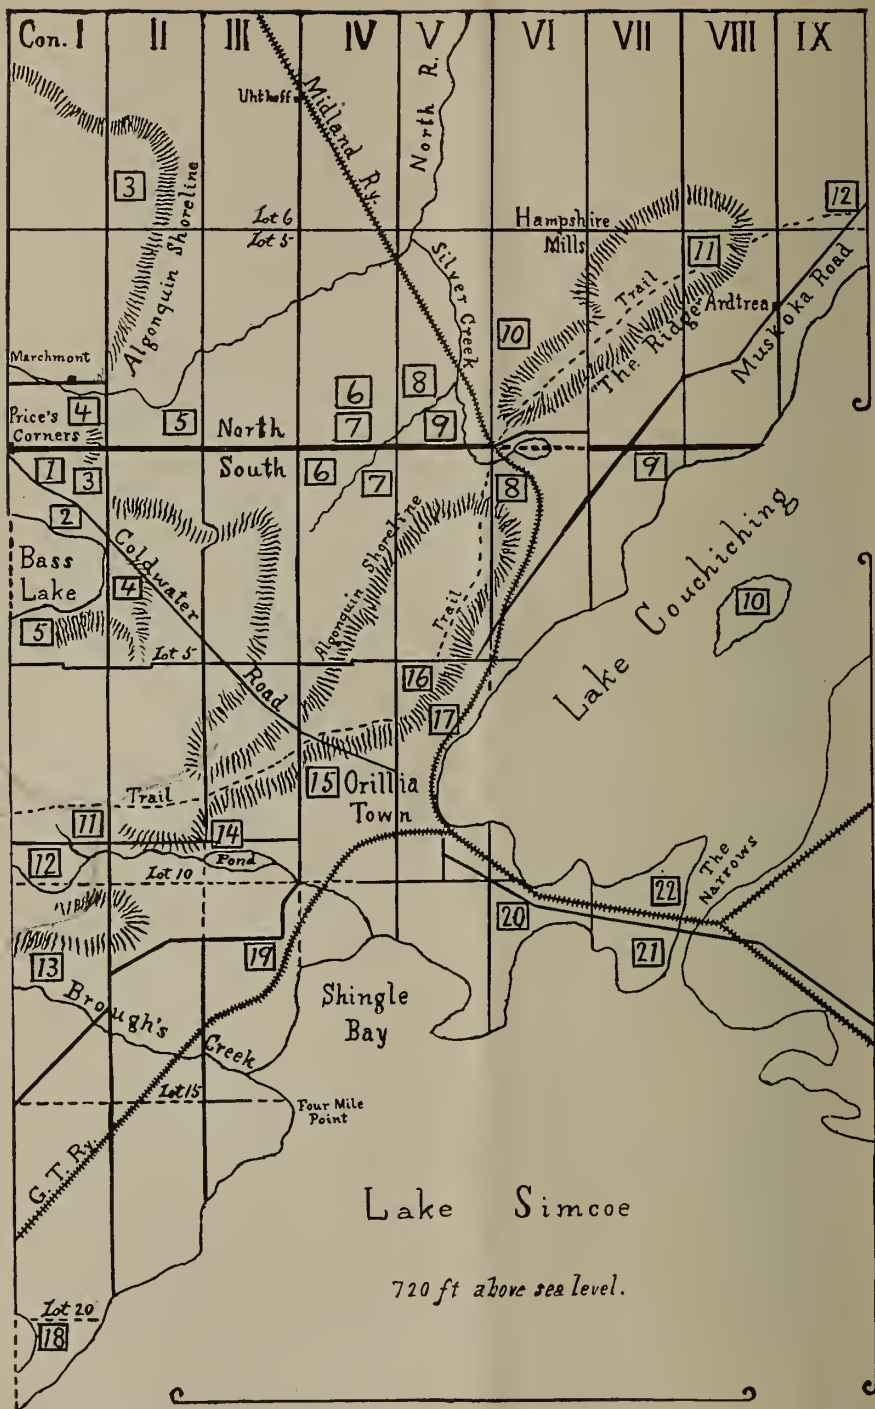 Con. I II III IV V VI VII VIII IX
Uhthoff
Midland Ry.
North R.
3
Algonquin Shoreline
Lot 6
Lot 5
Silver Creek
Hampshire
Mills
12
11
Trail
"The Ridge"
Ardtrea
Muskoka Road
10
Marchmont
4
Price's
Corners
5
6
7
8
9
North
South
1
3
2
6
7
8
9
Bass
Lake
Coldwater
Road
4
5
Lot 5
Algonquin Shoreline
Trail
16
17
Lake Couchiching
10
15
Orillia
Town
Trail
11
14
12
Pond
Lot 10
13
19
The
Narrows
22
20
21
Shingle
Bay
Brough's
Creek
Lot 15
Four Mile
Point
G.T. Ry.
Lake Simcoe
720 ft above sea level.
Lot 20
18